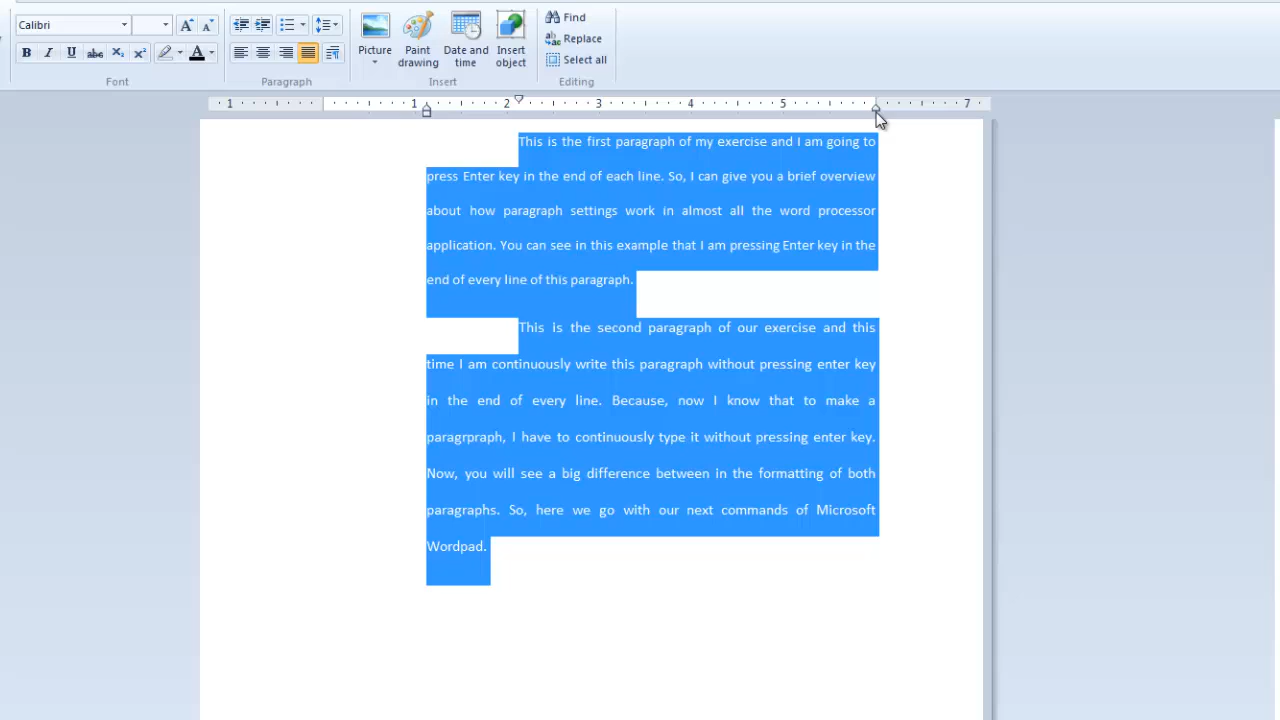 Calibri
Find
Replace
Select all
Picture
Paint drawing
Date and time
Insert object
B I U abc X₂ X² A
Font
Paragraph
Insert
Editing
1 1 2 3 4 5 7
This is the first paragraph of my exercise and I am going to
press Enter key in the end of each line. So, I can give you a brief overview
about how paragraph settings work in almost all the word processor
application. You can see in this example that I am pressing Enter key in the
end of every line of this paragraph.
This is the second paragraph of our exercise and this
time I am continuously write this paragraph without pressing enter key
in the end of every line. Because, now I know that to make a
paragrpraph, I have to continuously type it without pressing enter key.
Now, you will see a big difference between in the formatting of both
paragraphs. So, here we go with our next commands of Microsoft
Wordpad.